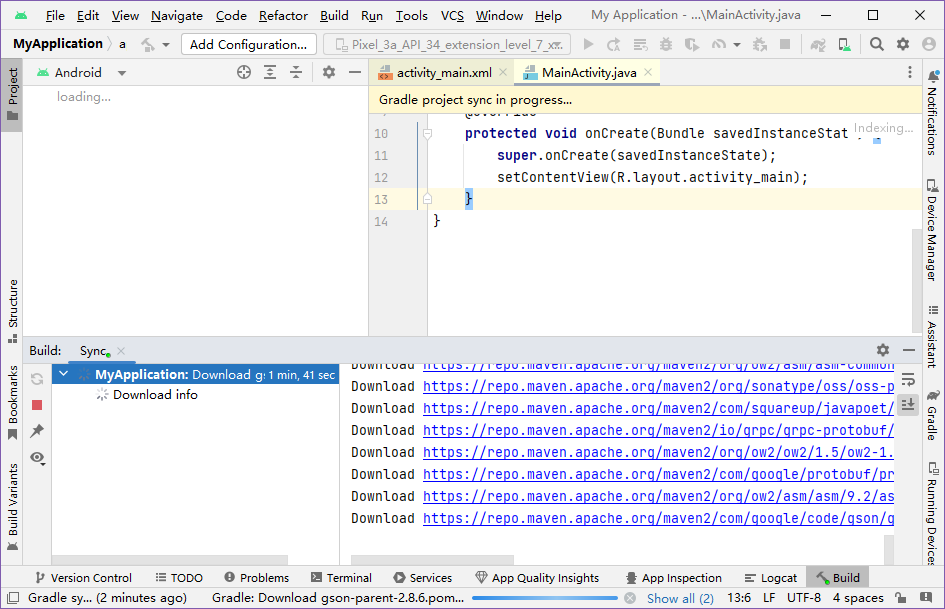 File Edit View Navigate Code Refactor Build Run Tools VCS Window Help My Application - ...\MainActivity.java
MyApplication a Add Configuration... Pixel_3a_API_34_extension_level_7_x...
Project
Android
loading...
activity_main.xml MainActivity.java
Gradle project sync in progress...
Indexing...
@Override
10 protected void onCreate(Bundle savedInstanceStat
11 super.onCreate(savedInstanceState);
12 setContentView(R.layout.activity_main);
13 }
14 }
Notifications
Device Manager
Assistant
Gradle
Running Devices
Structure
Bookmarks
Build Variants
Build: Sync
MyApplication: Download g: 1 min, 41 sec
Download info
Download https://repo.maven.apache.org/maven2/org/ow2/asm/asm-common
Download https://repo.maven.apache.org/maven2/org/sonatype/oss/oss-p
Download https://repo.maven.apache.org/maven2/com/squareup/javapoet/
Download https://repo.maven.apache.org/maven2/io/grpc/grpc-protobuf/
Download https://repo.maven.apache.org/maven2/org/ow2/ow2/1.5/ow2-1.
Download https://repo.maven.apache.org/maven2/com/google/protobuf/pr
Download https://repo.maven.apache.org/maven2/org/ow2/asm/asm/9.2/as
Download https://repo.maven.apache.org/maven2/com/google/code/gson/g
Version Control TODO Problems Terminal Services App Quality Insights App Inspection Logcat Build
Gradle sy... (2 minutes ago) Gradle: Download gson-parent-2.8.6.pom... Show all (2) 13:6 LF UTF-8 4 spaces